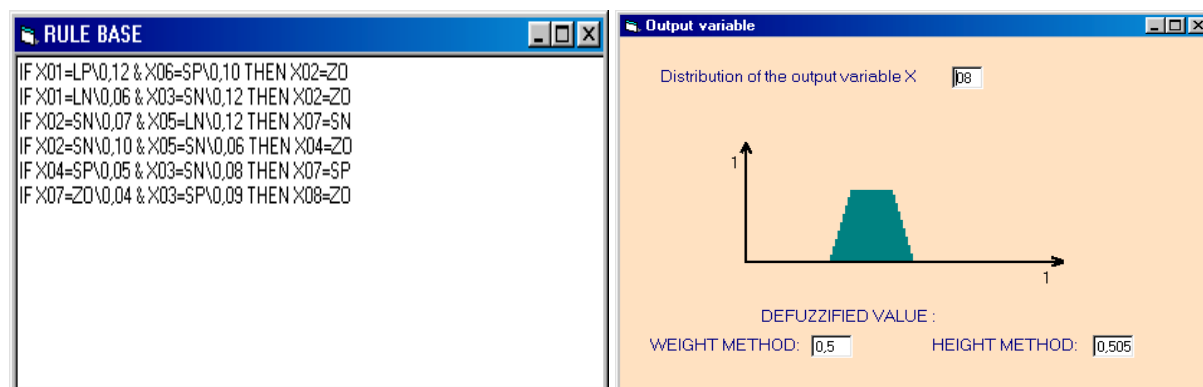 RULE BASE
IF X01=LP\0,12 & X06=SP\0,10 THEN X02=ZO
IF X01=LN\0,06 & X03=SN\0,12 THEN X02=ZO
IF X02=SN\0,07 & X05=LN\0,12 THEN X07=SN
IF X02=SN\0,10 & X05=SN\0,06 THEN X04=ZO
IF X04=SP\0,05 & X03=SN\0,08 THEN X07=SP
IF X07=ZO\0,04 & X03=SP\0,09 THEN X08=ZO
Output variable
Distribution of the output variable X 08
1
1
DEFUZZIFIED VALUE :
WEIGHT METHOD: 0,5 HEIGHT METHOD: 0,505